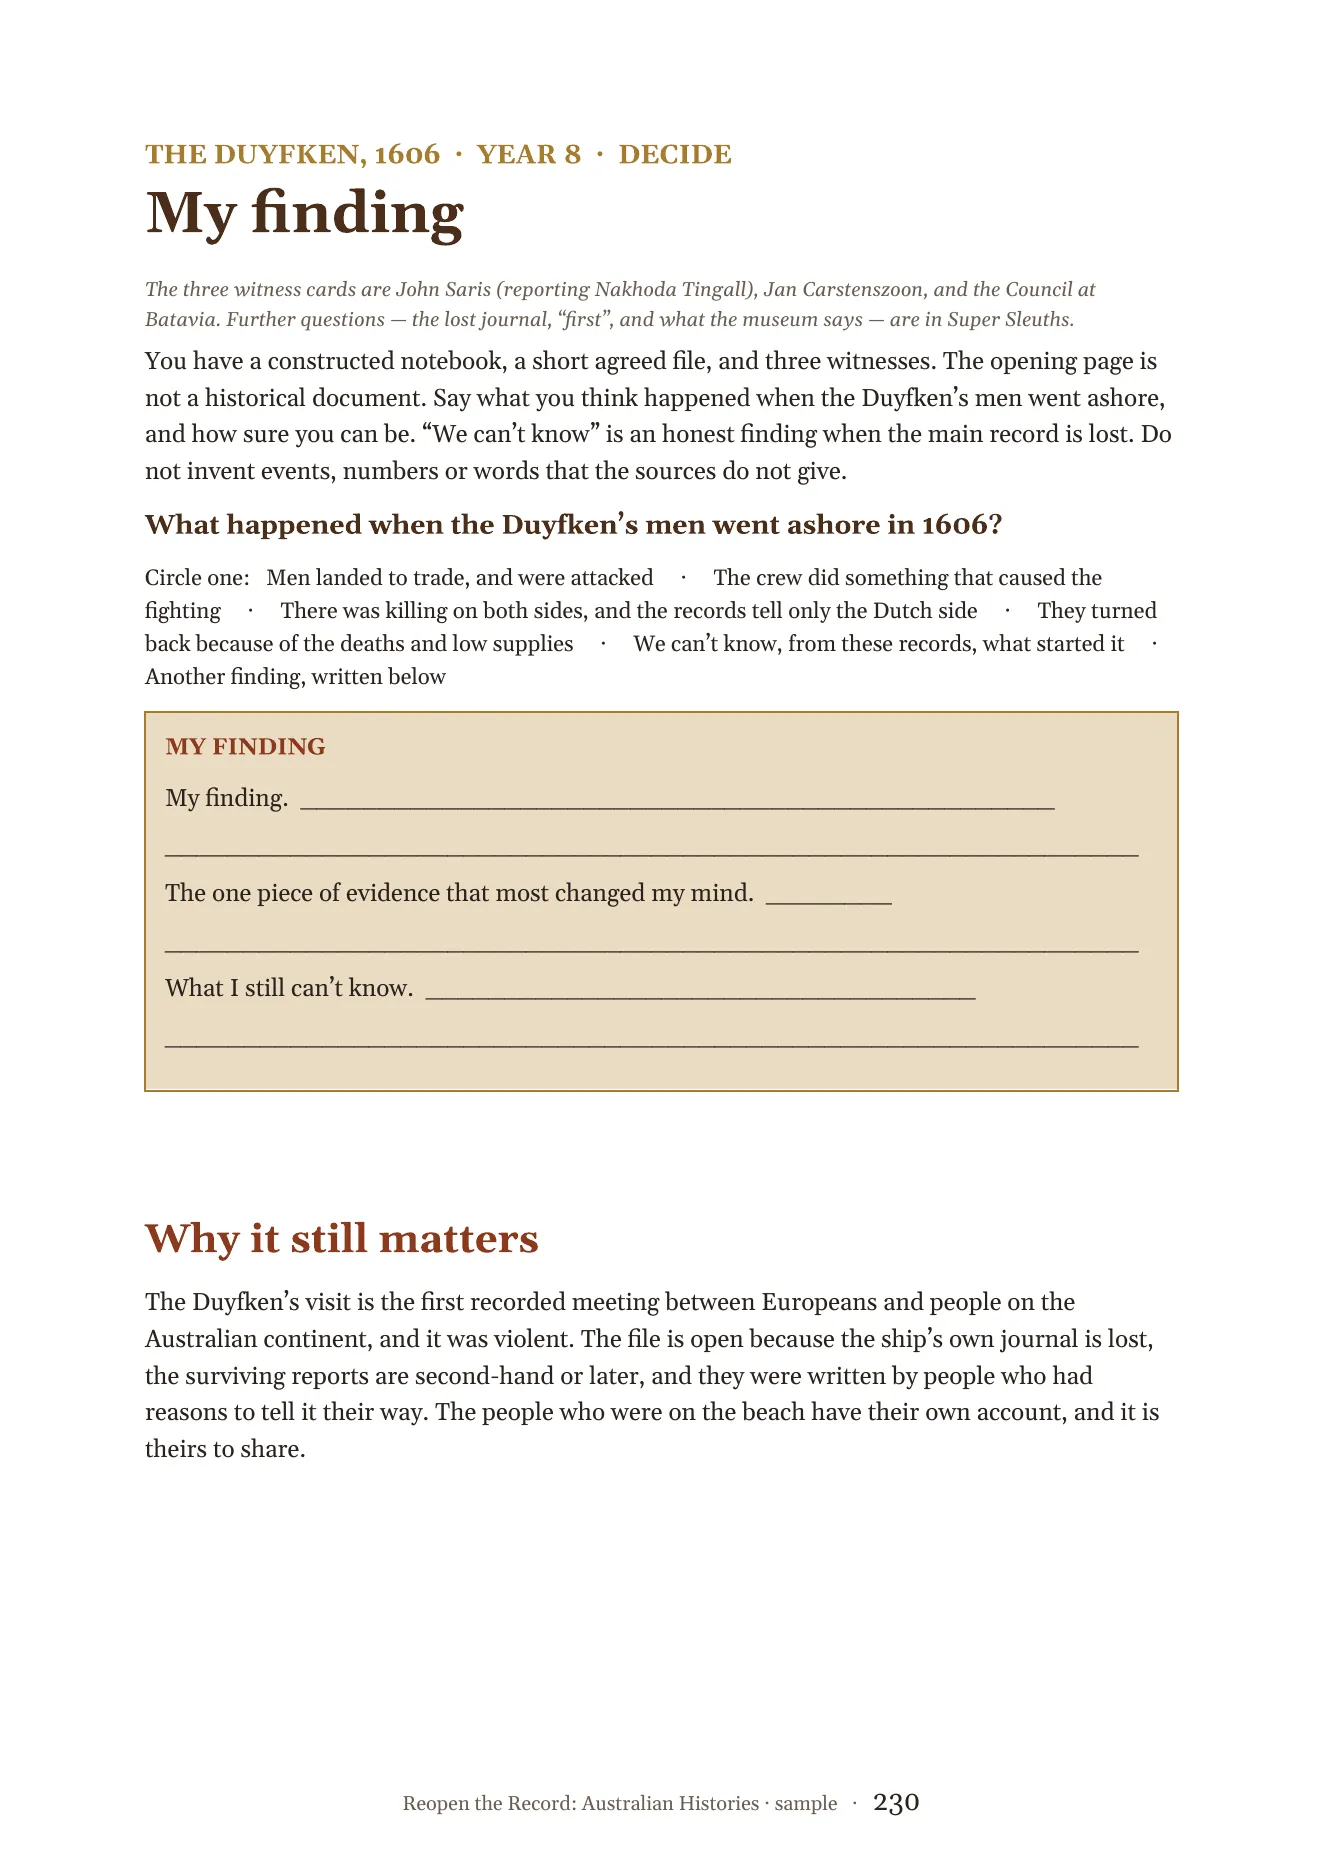 THE DUYFKEN, 1606 · YEAR 8 · DECIDE
My finding
The three witness cards are John Saris (reporting Nakhoda Tingall), Jan Carstenszoon, and the Council at
Batavia. Further questions — the lost journal, “first”, and what the museum says — are in Super Sleuths.
You have a constructed notebook, a short agreed file, and three witnesses. The opening page is
not a historical document. Say what you think happened when the Duyfken’s men went ashore,
and how sure you can be. “We can’t know” is an honest finding when the main record is lost. Do
not invent events, numbers or words that the sources do not give.
What happened when the Duyfken’s men went ashore in 1606?
Circle one: Men landed to trade, and were attacked · The crew did something that caused the
fighting · There was killing on both sides, and the records tell only the Dutch side · They turned
back because of the deaths and low supplies · We can’t know, from these records, what started it ·
Another finding, written below
MY FINDING
My finding. ____________________________________________________________
______________________________________________________________________________
The one piece of evidence that most changed my mind. __________
______________________________________________________________________________
What I still can’t know. ____________________________________________
______________________________________________________________________________
Why it still matters
The Duyfken’s visit is the first recorded meeting between Europeans and people on the
Australian continent, and it was violent. The file is open because the ship’s own journal is lost,
the surviving reports are second-hand or later, and they were written by people who had
reasons to tell it their way. The people who were on the beach have their own account, and it is
theirs to share.
Reopen the Record: Australian Histories · sample · 230